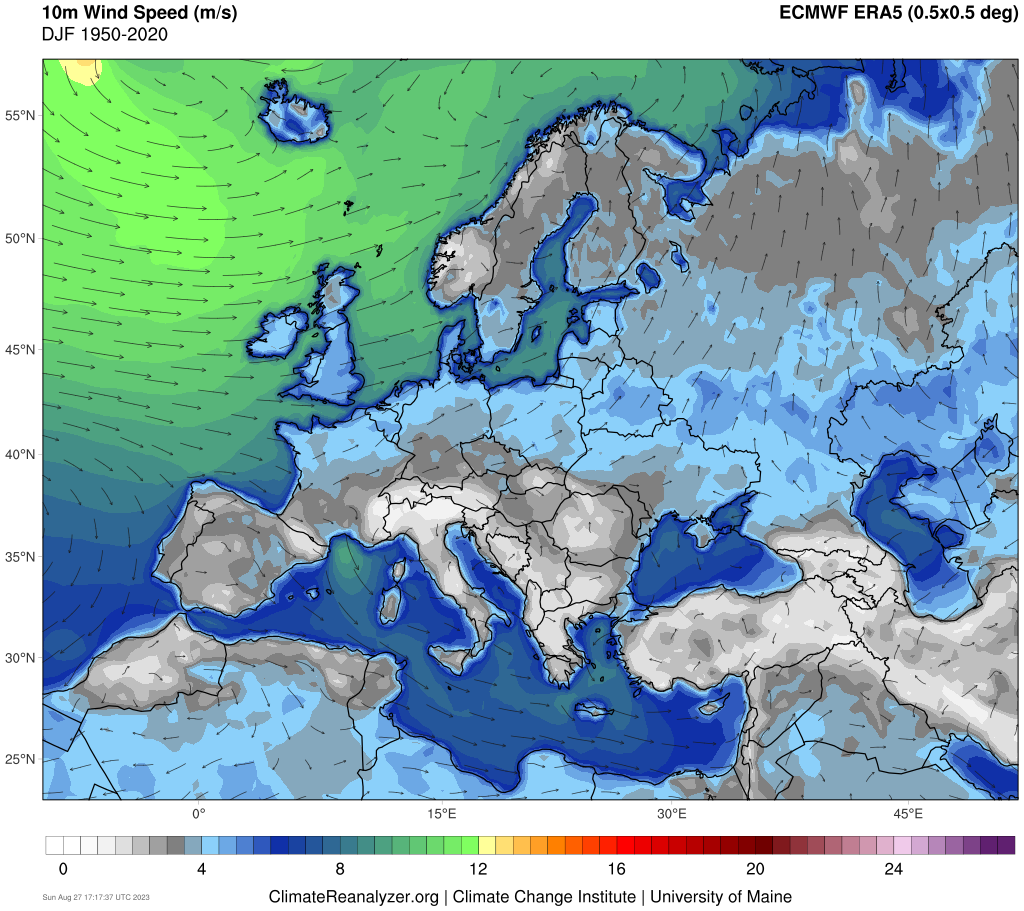 10m Wind Speed (m/s)
ECMWF ERA5 (0.5x0.5 deg)
DJF 1950-2020
55°N
50°N
45°N
40°N
35°N
30°N
25°N
0° 15°E 30°E 45°E
0 4 8 12 16 20 24
Sun Aug 27 17:17:37 UTC 2023
ClimateReanalyzer.org | Climate Change Institute | University of Maine